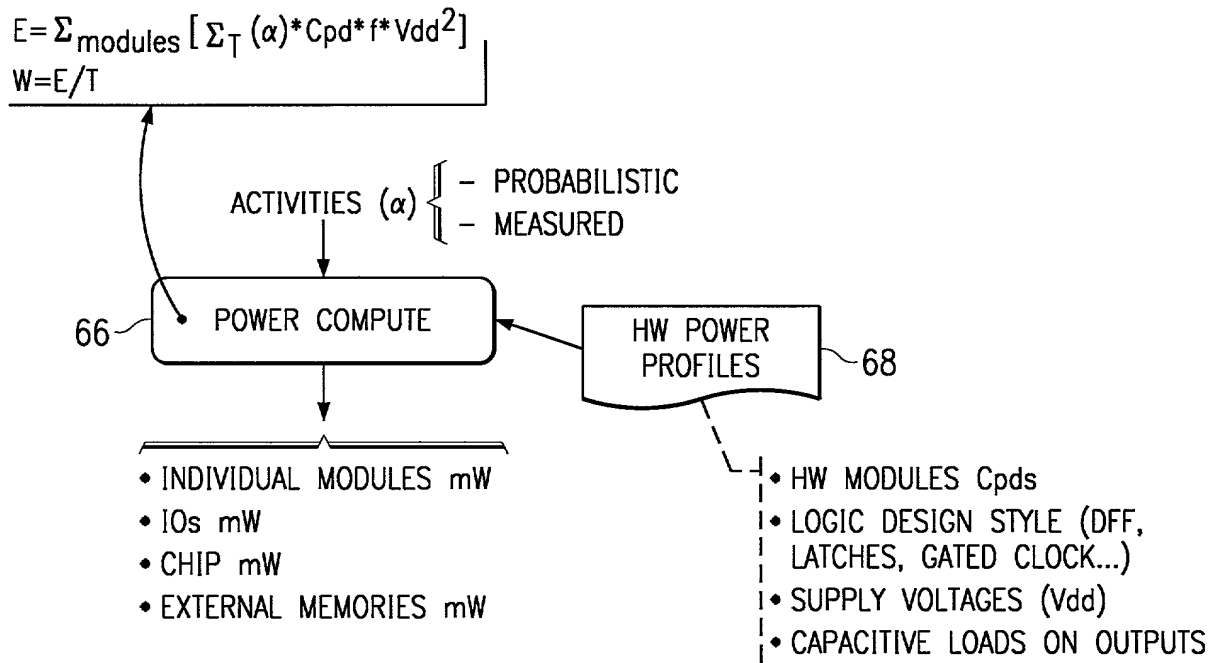 E=Σmodules[ΣT(α)*Cpd*f*Vdd²]
W=E/T
ACTIVITIES (α)
- PROBABILISTIC
- MEASURED
66
POWER COMPUTE
HW POWER
PROFILES
68
• INDIVIDUAL MODULES mW
• IOs mW
• CHIP mW
• EXTERNAL MEMORIES mW
• HW MODULES Cpds
• LOGIC DESIGN STYLE (DFF,
LATCHES, GATED CLOCK...)
• SUPPLY VOLTAGES (Vdd)
• CAPACITIVE LOADS ON OUTPUTS